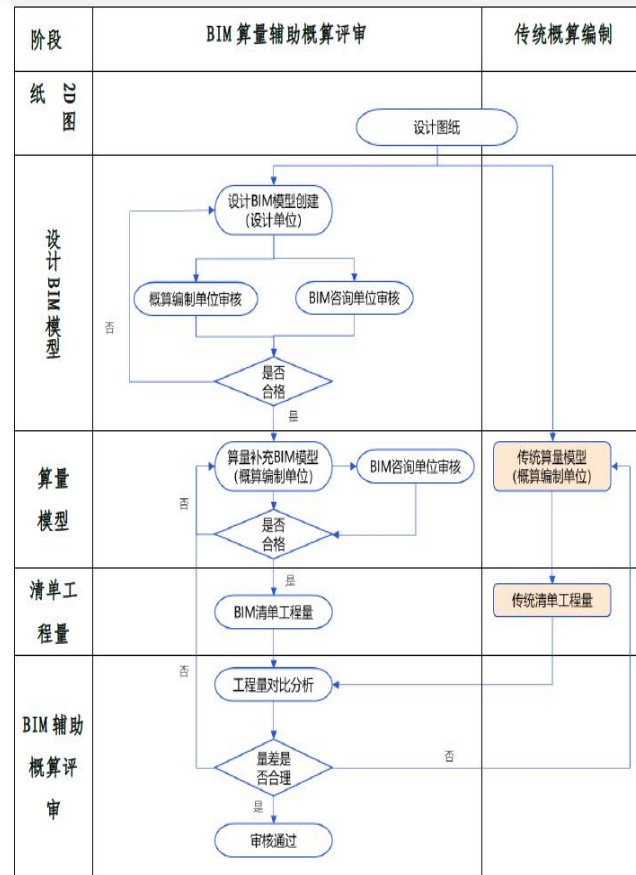 阶段
BIM 算量辅助概算评审
传统概算编制
2D图
纸
设计图纸
设计BIM模型
设计BIM模型创建
(设计单位)
概算编制单位审核
BIM咨询单位审核
否
是否
合格
是
算量
模型
算量补充BIM模型
(概算编制单位)
BIM咨询单位审核
传统算量模型
(概算编制单位)
否
是否
合格
是
清单工
程量
BIM清单工程量
传统清单工程量
BIM 辅助
概算评
审
否
工程量对比分析
量差是
否合理
否
是
审核通过